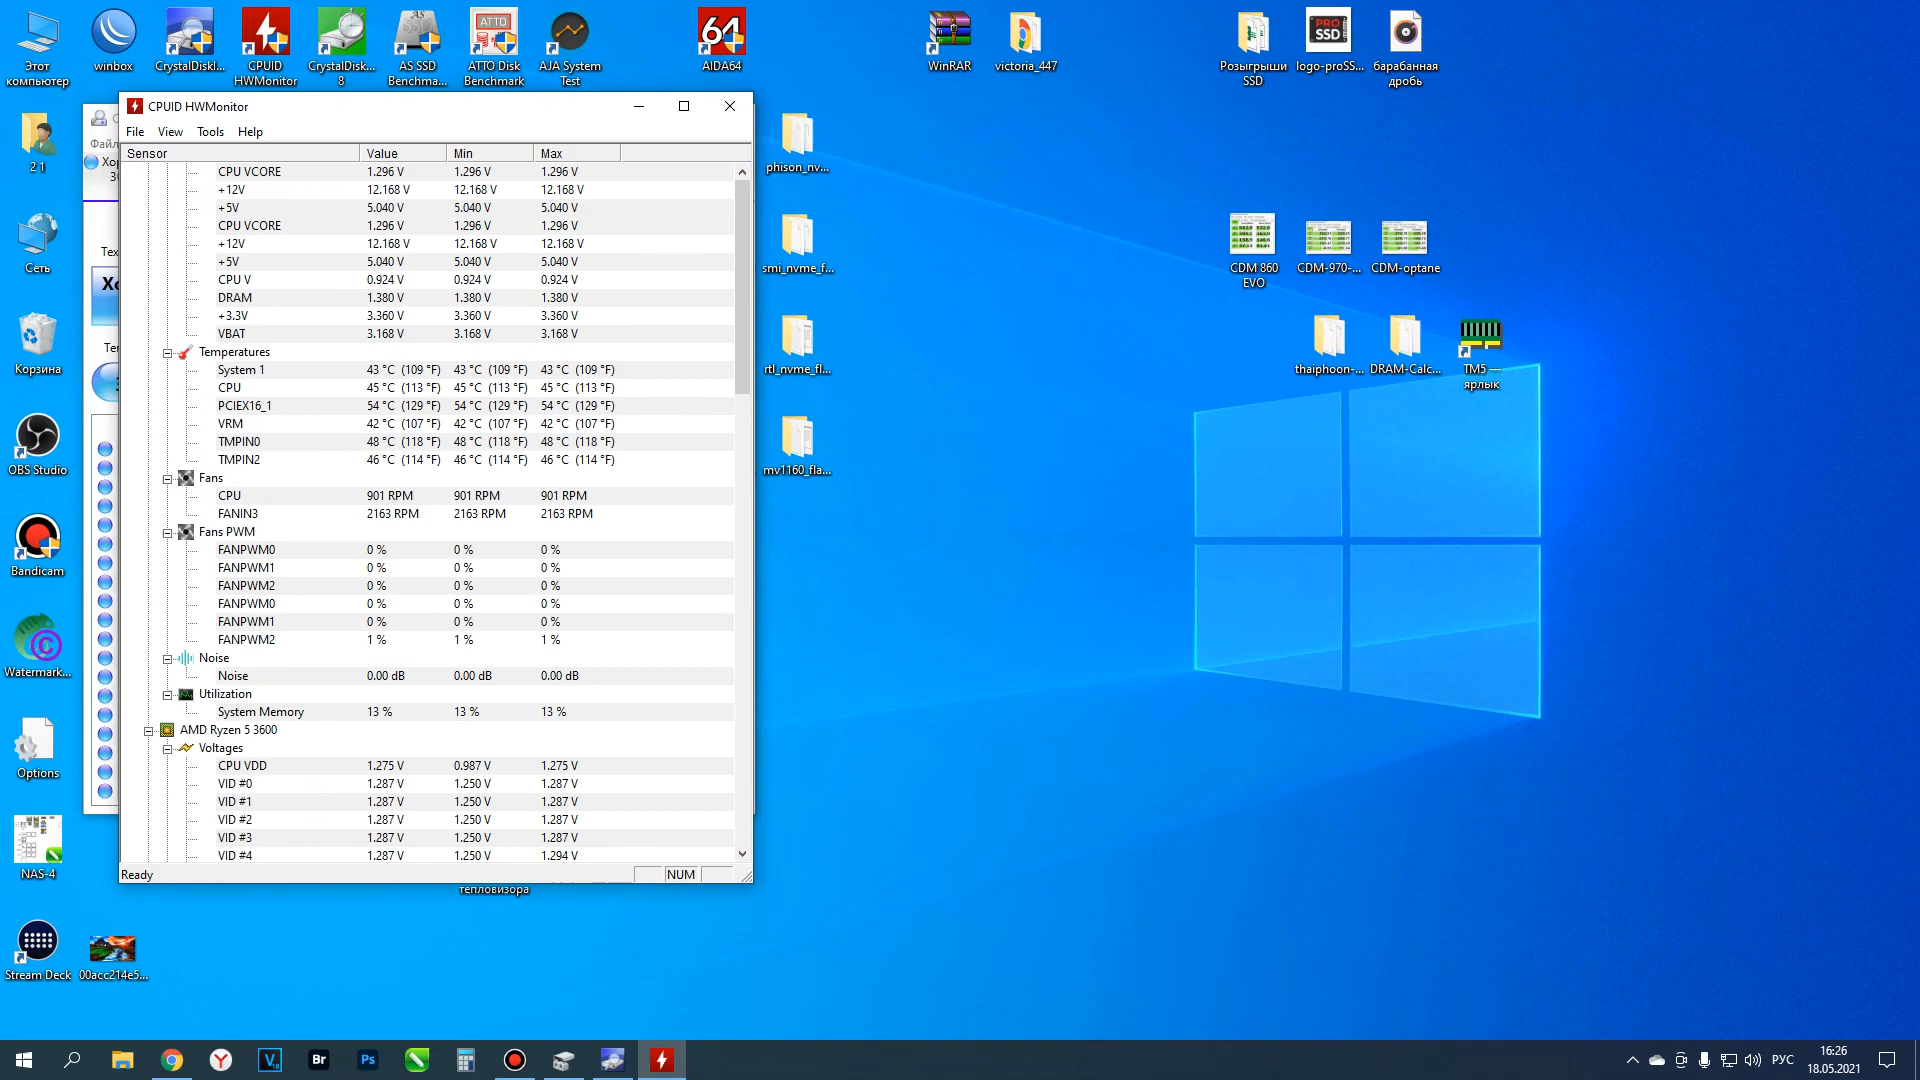 Этот
компьютер
winbox
CrystalDiskI...
CPUID
HWMonitor
CrystalDisk...
8
AS SSD
Benchma...
ATTO Disk
Benchmark
AJA System
Test
64
AIDA64
WinRAR
victoria_447
Розыгрыши
SSD
PRO
SSD
logo-proSS...
барабанная
дробь
2 1
Сеть
Корзина
OBS Studio
Bandicam
Watermark...
Options
NAS-4
Stream Deck
00acc214e5...
phison_nv...
smi_nvme_f...
rtl_nvme_fl...
mv1160_fla...
CDM 860
EVO
CDM-970-...
CDM-optane
thaiphoon-...
DRAM-Calc...
TM5 —
ярлык
тепловизора
CPUID HWMonitor
File View Tools Help
Sensor Value Min Max
CPU VCORE 1.296 V 1.296 V 1.296 V
+12V 12.168 V 12.168 V 12.168 V
+5V 5.040 V 5.040 V 5.040 V
CPU VCORE 1.296 V 1.296 V 1.296 V
+12V 12.168 V 12.168 V 12.168 V
+5V 5.040 V 5.040 V 5.040 V
CPU V 0.924 V 0.924 V 0.924 V
DRAM 1.380 V 1.380 V 1.380 V
+3.3V 3.360 V 3.360 V 3.360 V
VBAT 3.168 V 3.168 V 3.168 V
Temperatures
System 1 43 °C (109 °F) 43 °C (109 °F) 43 °C (109 °F)
CPU 45 °C (113 °F) 45 °C (113 °F) 45 °C (113 °F)
PCIEX16_1 54 °C (129 °F) 54 °C (129 °F) 54 °C (129 °F)
VRM 42 °C (107 °F) 42 °C (107 °F) 42 °C (107 °F)
TMPIN0 48 °C (118 °F) 48 °C (118 °F) 48 °C (118 °F)
TMPIN2 46 °C (114 °F) 46 °C (114 °F) 46 °C (114 °F)
Fans
CPU 901 RPM 901 RPM 901 RPM
FANIN3 2163 RPM 2163 RPM 2163 RPM
Fans PWM
FANPWM0 0 % 0 % 0 %
FANPWM1 0 % 0 % 0 %
FANPWM2 0 % 0 % 0 %
FANPWM0 0 % 0 % 0 %
FANPWM1 0 % 0 % 0 %
FANPWM2 1 % 1 % 1 %
Noise
Noise 0.00 dB 0.00 dB 0.00 dB
Utilization
System Memory 13 % 13 % 13 %
AMD Ryzen 5 3600
Voltages
CPU VDD 1.275 V 0.987 V 1.275 V
VID #0 1.287 V 1.250 V 1.287 V
VID #1 1.287 V 1.250 V 1.287 V
VID #2 1.287 V 1.250 V 1.287 V
VID #3 1.287 V 1.250 V 1.287 V
VID #4 1.287 V 1.250 V 1.294 V
Ready NUM
Br
Ps
РУС
16:26
18.05.2021